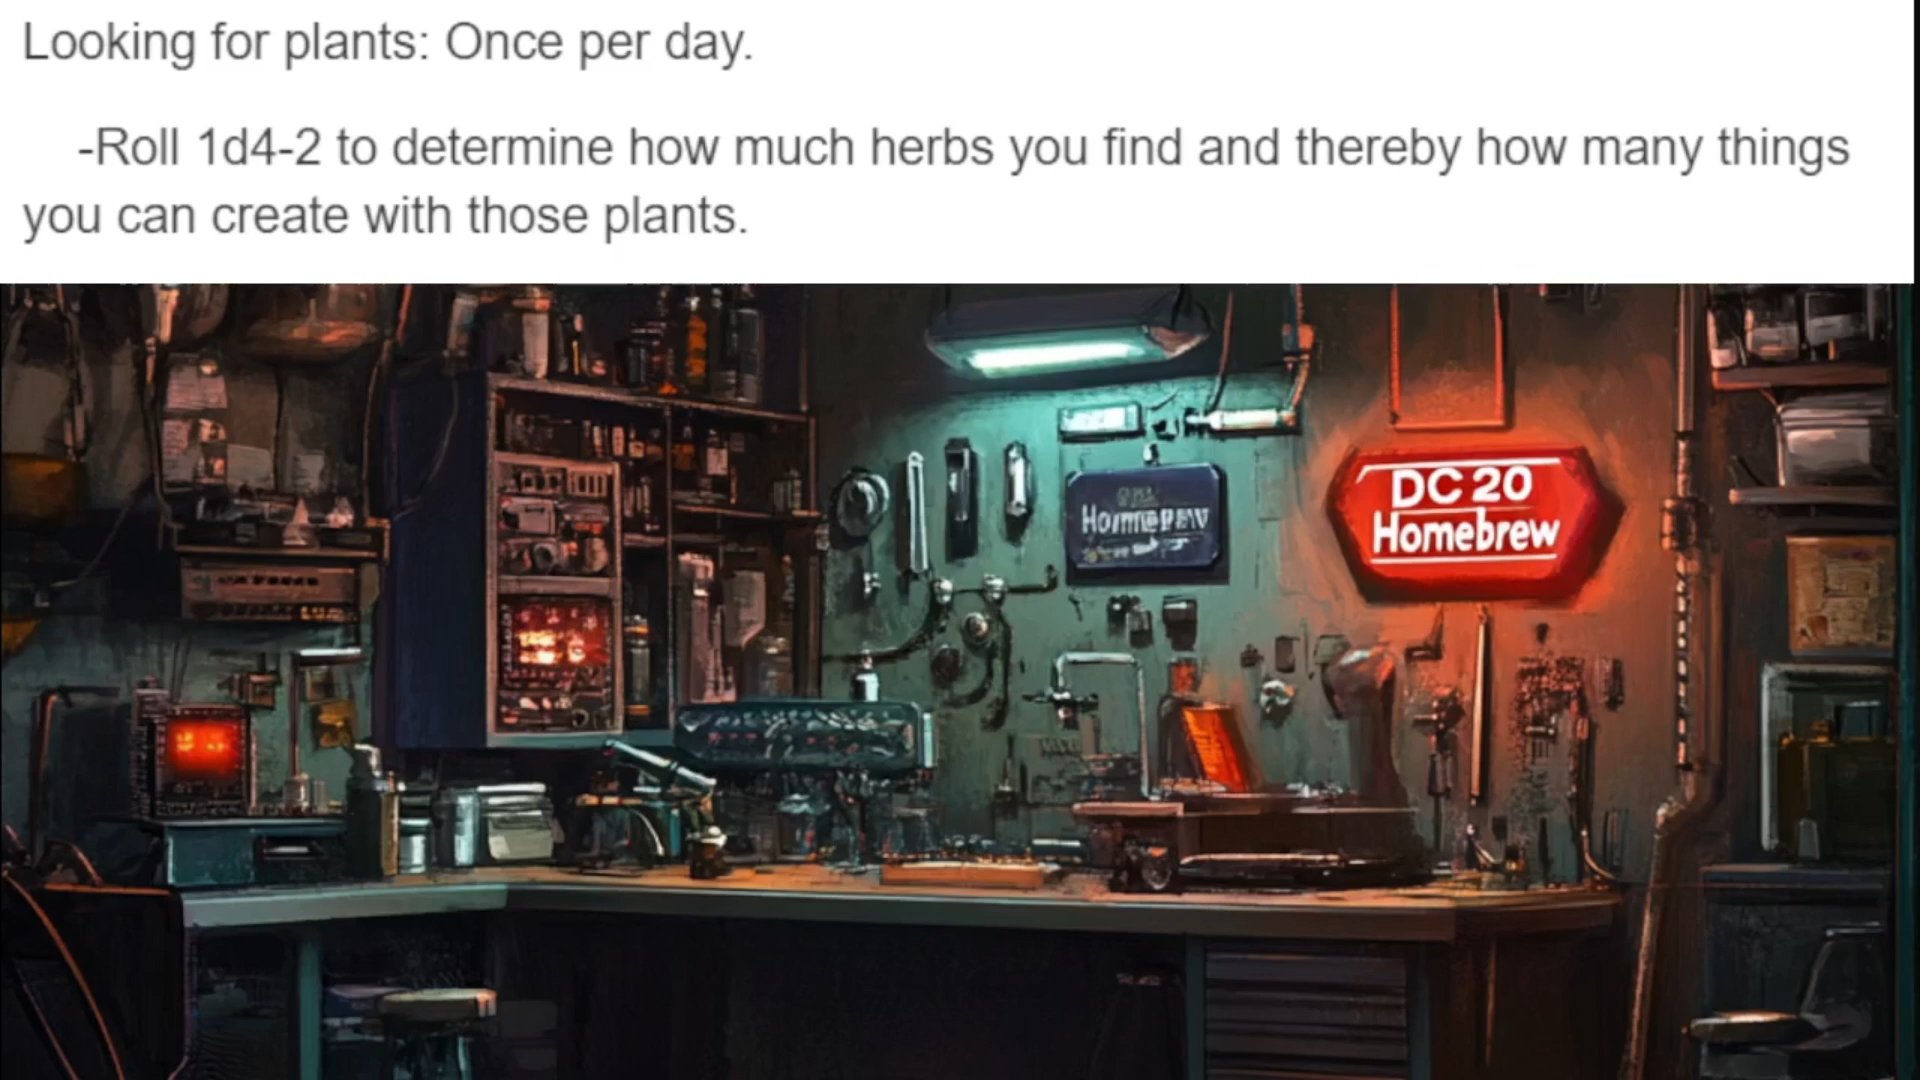 Looking for plants: Once per day.
-Roll 1d4-2 to determine how much herbs you find and thereby how many things
you can create with those plants.
DC 20
Homebrew